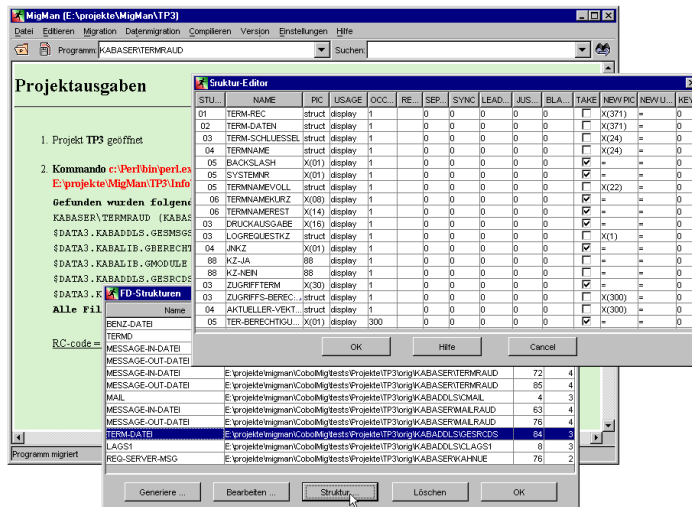 MigMan (E:\projekte\MigMan\TP3)
Datei Editieren Migration Datenmigration Compilieren Version Einstellungen Hilfe
Programm: KABASER\TERMRAUD Suchen:
Projektausgaben
1. Projekt TP3 geöffnet
2. Kommando c:\Perl\bin\perl.ex
E:\projekte\MigMan\TP3\Info
Gefunden wurden folgend
KABASER\TERMRAUD (KABAS
$DATA3.KABADDLS.GESMSGS
$DATA3.KABALIB.GBERECHT
$DATA3.KABALIB.GMODULE
$DATA3.KABADDLS.GESRCDS
$DATA3.K
Alle Fil
RC-code =
Programm migriert
Sruktur-Editor
STU... NAME PIC USAGE OCC... RE... SEP... SYNC LEAD... JUS... BLA... TAKE NEW PIC NEW U... KEY
01 TERM-REC struct display 1 0 0 0 0 0 X(371) =
02 TERM-DATEN struct display 1 0 0 0 0 0 X(371) =
03 TERM-SCHLUESSEL struct display 1 0 0 0 0 0 X(24) =
04 TERMNAME struct display 1 0 0 0 0 0 X(24) =
05 BACKSLASH X(01) display 1 0 0 0 0 0 = =
05 SYSTEMNR X(01) display 1 0 0 0 0 0 = =
05 TERMNAMEVOLL struct display 1 0 0 0 0 0 X(22) =
06 TERMNAMEKURZ X(08) display 1 0 0 0 0 0 = =
06 TERMNAMEREST X(14) display 1 0 0 0 0 0 = =
03 DRUCKAUSGABE X(16) display 1 0 0 0 0 0 = =
03 LOGREQUESTKZ struct display 1 0 0 0 0 0 X(1) =
04 JNKZ X(01) display 1 0 0 0 0 0 = =
88 KZ-JA 88 display 1 0 0 0 0 0 = =
88 KZ-NEIN 88 display 1 0 0 0 0 0 = =
03 ZUGRIFFTERM X(30) display 1 0 0 0 0 0 = =
03 ZUGRIFFS-BEREC... struct display 1 0 0 0 0 0 X(300) =
04 AKTUELLER-VEKT... struct display 1 0 0 0 0 0 X(300) =
05 TER-BERECHTIGU... X(01) display 300 0 0 0 0 0 = =
OK Hilfe Cancel
FD-Strukturen
Name
BENZ-DATEI
TERMD
MESSAGE-IN-DATEI
MESSAGE-OUT-DATEI
MESSAGE-IN-DATEI E:\projekte\migman\CobolMig\tests\Projekte\TP3\orig\KABASER\TERMRAUD 72 4
MESSAGE-OUT-DATEI E:\projekte\migman\CobolMig\tests\Projekte\TP3\orig\KABASER\TERMRAUD 85 4
MAIL E:\projekte\migman\CobolMig\tests\Projekte\TP3\orig\KABADDLS\CMAIL 4 3
MESSAGE-IN-DATEI E:\projekte\migman\CobolMig\tests\Projekte\TP3\orig\KABASER\MAILRAUD 63 4
MESSAGE-OUT-DATEI E:\projekte\migman\CobolMig\tests\Projekte\TP3\orig\KABASER\MAILRAUD 76 4
TERM-DATEI E:\projekte\migman\CobolMig\tests\Projekte\TP3\orig\KABADDLS\GESRCDS 84 3
LAGS1 E:\projekte\migman\CobolMig\tests\Projekte\TP3\orig\KABADDLS\CLAGS1 8 3
REQ-SERVER-MSG E:\projekte\migman\CobolMig\tests\Projekte\TP3\orig\KABASER\KAHNUE 76 2
Generiere ... Bearbeiten ... Struktur ... Löschen OK